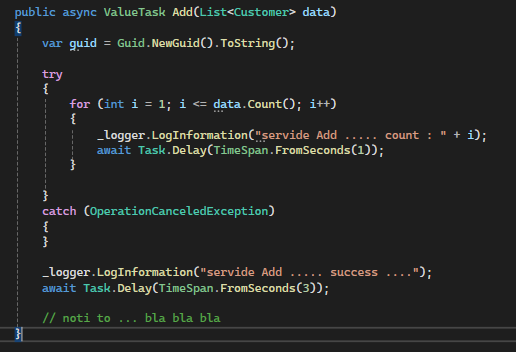 public async ValueTask Add(List<Customer> data)
{
var guid = Guid.NewGuid().ToString();
try
{
for (int i = 1; i <= data.Count(); i++)
{
_logger.LogInformation("servide Add ..... count : " + i);
await Task.Delay(TimeSpan.FromSeconds(1));
}
}
catch (OperationCanceledException)
{
}
_logger.LogInformation("servide Add ..... success ....");
await Task.Delay(TimeSpan.FromSeconds(3));
// noti to ... bla bla bla
}